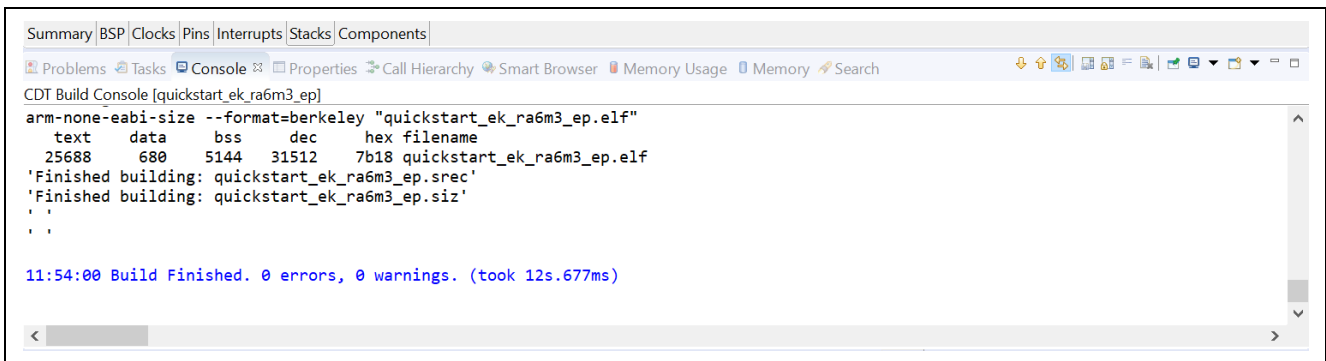 Summary BSP Clocks Pins Interrupts Stacks Components
Problems Tasks Console Properties Call Hierarchy Smart Browser Memory Usage Memory Search
CDT Build Console [quickstart_ek_ra6m3_ep]
arm-none-eabi-size --format=berkeley "quickstart_ek_ra6m3_ep.elf"
   text    data     bss     dec     hex filename
  25688     680    5144   31512    7b18 quickstart_ek_ra6m3_ep.elf
'Finished building: quickstart_ek_ra6m3_ep.srec'
'Finished building: quickstart_ek_ra6m3_ep.siz'
' '
' '
11:54:00 Build Finished. 0 errors, 0 warnings. (took 12s.677ms)